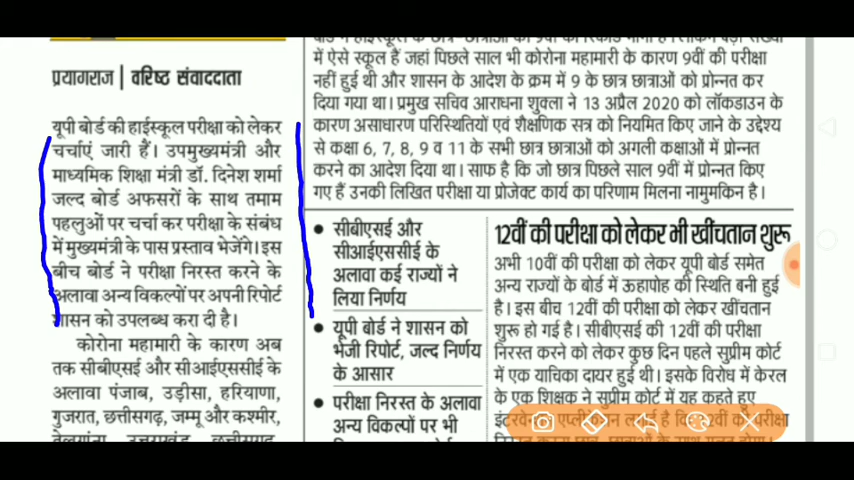 प्रयागराज | वरिष्ठ संवाददाता
यूपी बोर्ड की हाईस्कूल परीक्षा को लेकर
चर्चाएं जारी हैं। उपमुख्यमंत्री और
माध्यमिक शिक्षा मंत्री डॉ. दिनेश शर्मा
जल्द बोर्ड अफसरों के साथ तमाम
पहलुओं पर चर्चा कर परीक्षा के संबंध
में मुख्यमंत्री के पास प्रस्ताव भेजेंगे। इस
बीच बोर्ड ने परीक्षा निरस्त करने के
अलावा अन्य विकल्पों पर अपनी रिपोर्ट
शासन को उपलब्ध करा दी है।
कोरोना महामारी के कारण अब
तक सीबीएसई और सीआईएससीई के
अलावा पंजाब, उड़ीसा, हरियाणा,
गुजरात, छत्तीसगढ़, जम्मू और कश्मीर,
तेलगांना, उत्तराखंड, छत्तीसगढ़,
में ऐसे स्कूल हैं जहां पिछले साल भी कोरोना महामारी के कारण 9वीं की परीक्षा
नहीं हुई थी और शासन के आदेश के क्रम में 9 के छात्र छात्राओं को प्रोन्नत कर
दिया गया था। प्रमुख सचिव आराधना शुक्ला ने 13 अप्रैल 2020 को लॉकडाउन के
कारण असाधारण परिस्थितियों एवं शैक्षणिक सत्र को नियमित किए जाने के उद्देश्य
से कक्षा 6, 7, 8, 9 व 11 के सभी छात्र छात्राओं को अगली कक्षाओं में प्रोन्नत
करने का आदेश दिया था। साफ है कि जो छात्र पिछले साल 9वीं में प्रोन्नत किए
गए हैं उनकी लिखित परीक्षा या प्रोजेक्ट कार्य का परिणाम मिलना नामुमकिन है।
• सीबीएसई और
सीआईएससीई के
अलावा कई राज्यों ने
लिया निर्णय
• यूपी बोर्ड ने शासन को
भेजी रिपोर्ट, जल्द निर्णय
के आसार
• परीक्षा निरस्त के अलावा
अन्य विकल्पों पर भी
12वीं की परीक्षा को लेकर भी खींचतान शुरू
अभी 10वीं की परीक्षा को लेकर यूपी बोर्ड समेत
अन्य राज्यों के बोर्ड में ऊहापोह की स्थिति बनी हुई
है। इस बीच 12वीं की परीक्षा को लेकर खींचतान
शुरू हो गई है। सीबीएसई की 12वीं की परीक्षा
निरस्त करने को लेकर कुछ दिन पहले सुप्रीम कोर्ट
में एक याचिका दायर हुई थी। इसके विरोध में केरल
के एक शिक्षक ने सुप्रीम कोर्ट में यह कहते हुए